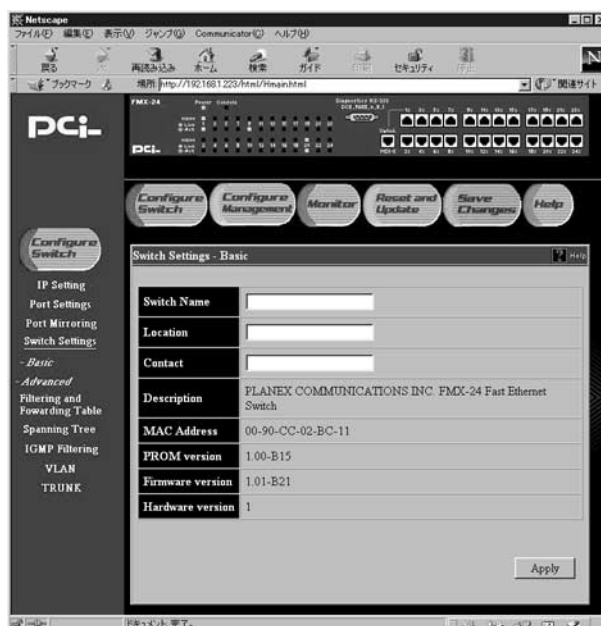 Netscape
ファイル(F) 編集(E) 表示(V) ジャンプ(G) Communicator(C) ヘルプ(H)
戻る 再読み込み ホーム 検索 ガイド 印刷 セキュリティ 停止
ブックマーク 場所: http://192.168.1.223/html/Hmain.html 関連サイト
PCi
FMX-24
Power Console
Diagnostics RS-232
PCi
Configure Switch
Configure Management
Monitor
Reset and Update
Save Changes
Help
Configure Switch
IP Setting
Port Settings
Port Mirroring
Switch Settings
- Basic
- Advanced
Filtering and
Fowarding Table
Spanning Tree
IGMP Filtering
VLAN
TRUNK
Switch Settings - Basic
Help
Switch Name
Location
Contact
Description PLANEX COMMUNICATIONS INC. FMX-24 Fast Ethernet
Switch
MAC Address 00-90-CC-02-BC-11
PROM version 1.00-B15
Firmware version 1.01-B21
Hardware version 1
Apply
ドキュメント: 完了。